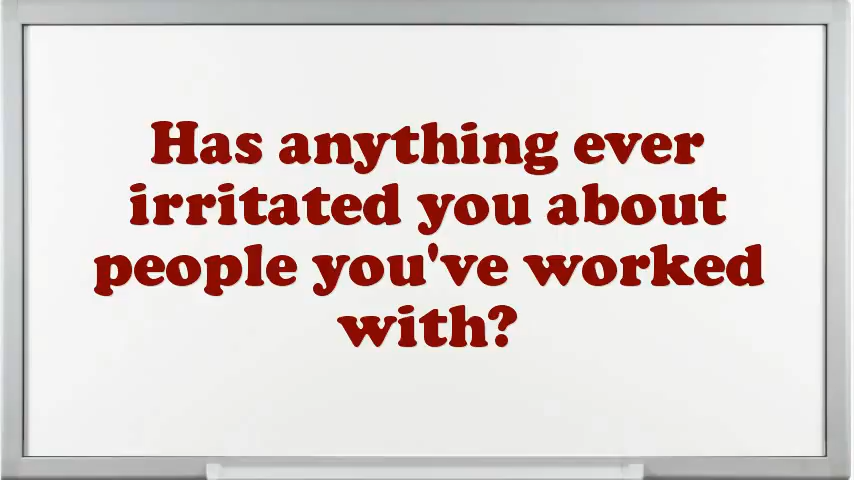 Has anything ever
irritated you about
people you've worked
with?